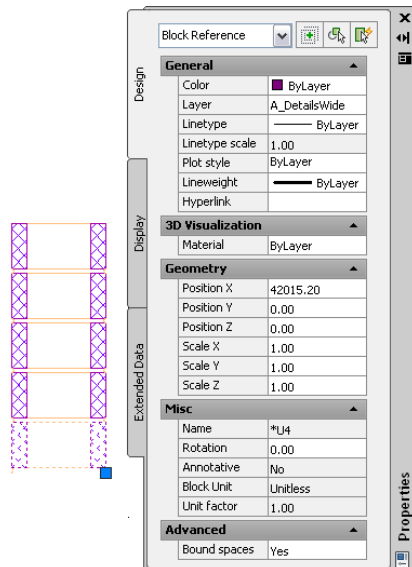 Block Reference
Design
Display
Extended Data
Properties
General
Color ByLayer
Layer A_DetailsWide
Linetype ByLayer
Linetype scale 1.00
Plot style ByLayer
Lineweight ByLayer
Hyperlink
3D Visualization
Material ByLayer
Geometry
Position X 42015.20
Position Y 0.00
Position Z 0.00
Scale X 1.00
Scale Y 1.00
Scale Z 1.00
Misc
Name *U4
Rotation 0.00
Annotative No
Block Unit Unitless
Unit factor 1.00
Advanced
Bound spaces Yes